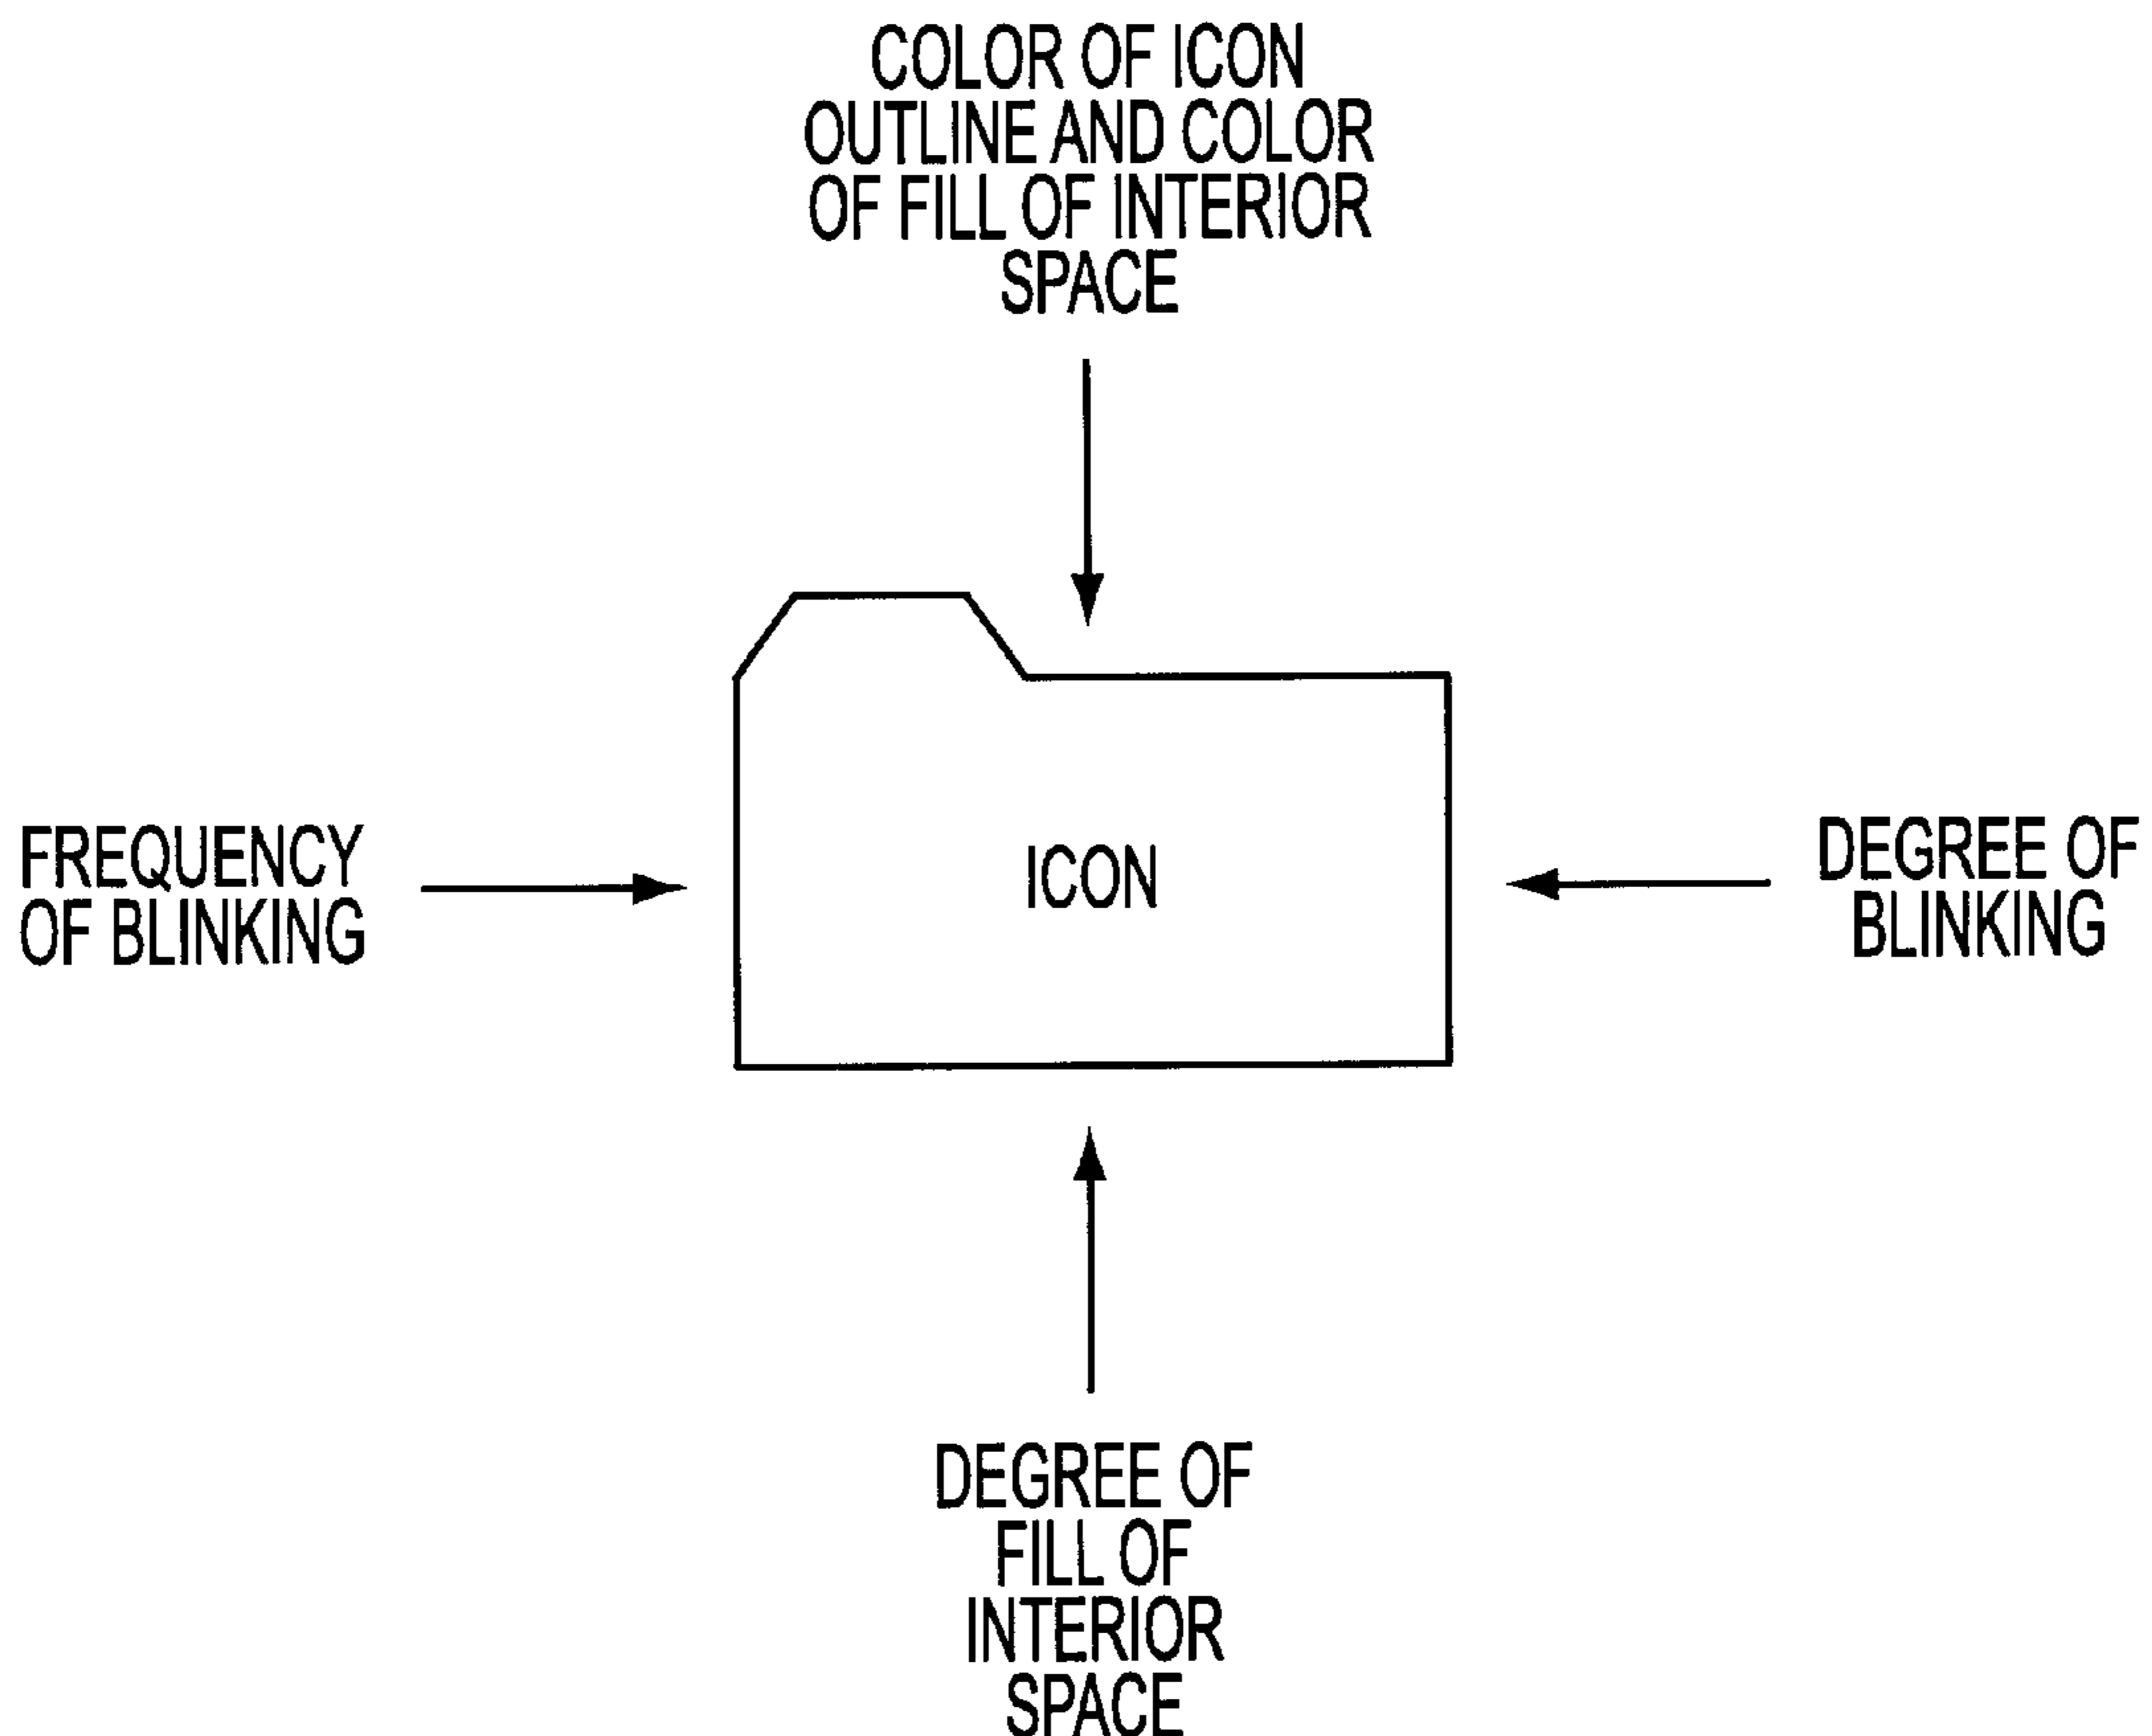 COLOR OF ICON
OUTLINE AND COLOR
OF FILL OF INTERIOR
SPACE
FREQUENCY
OF BLINKING
ICON
DEGREE OF
BLINKING
DEGREE OF
FILL OF
INTERIOR
SPACE